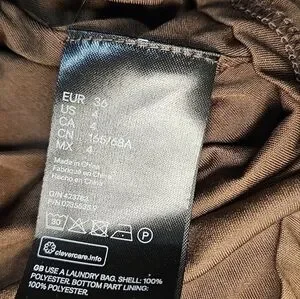 EUR 36
US 4
CA 4
CN 165/68A
MX 4
Made in China
Fabriqué en Chine
Hecho en China
30
P
clevercare.info
GB USE A LAUNDRY BAG. SHELL: 100%
POLYESTER. BOTTOM PART LINING:
100% POLYESTER.